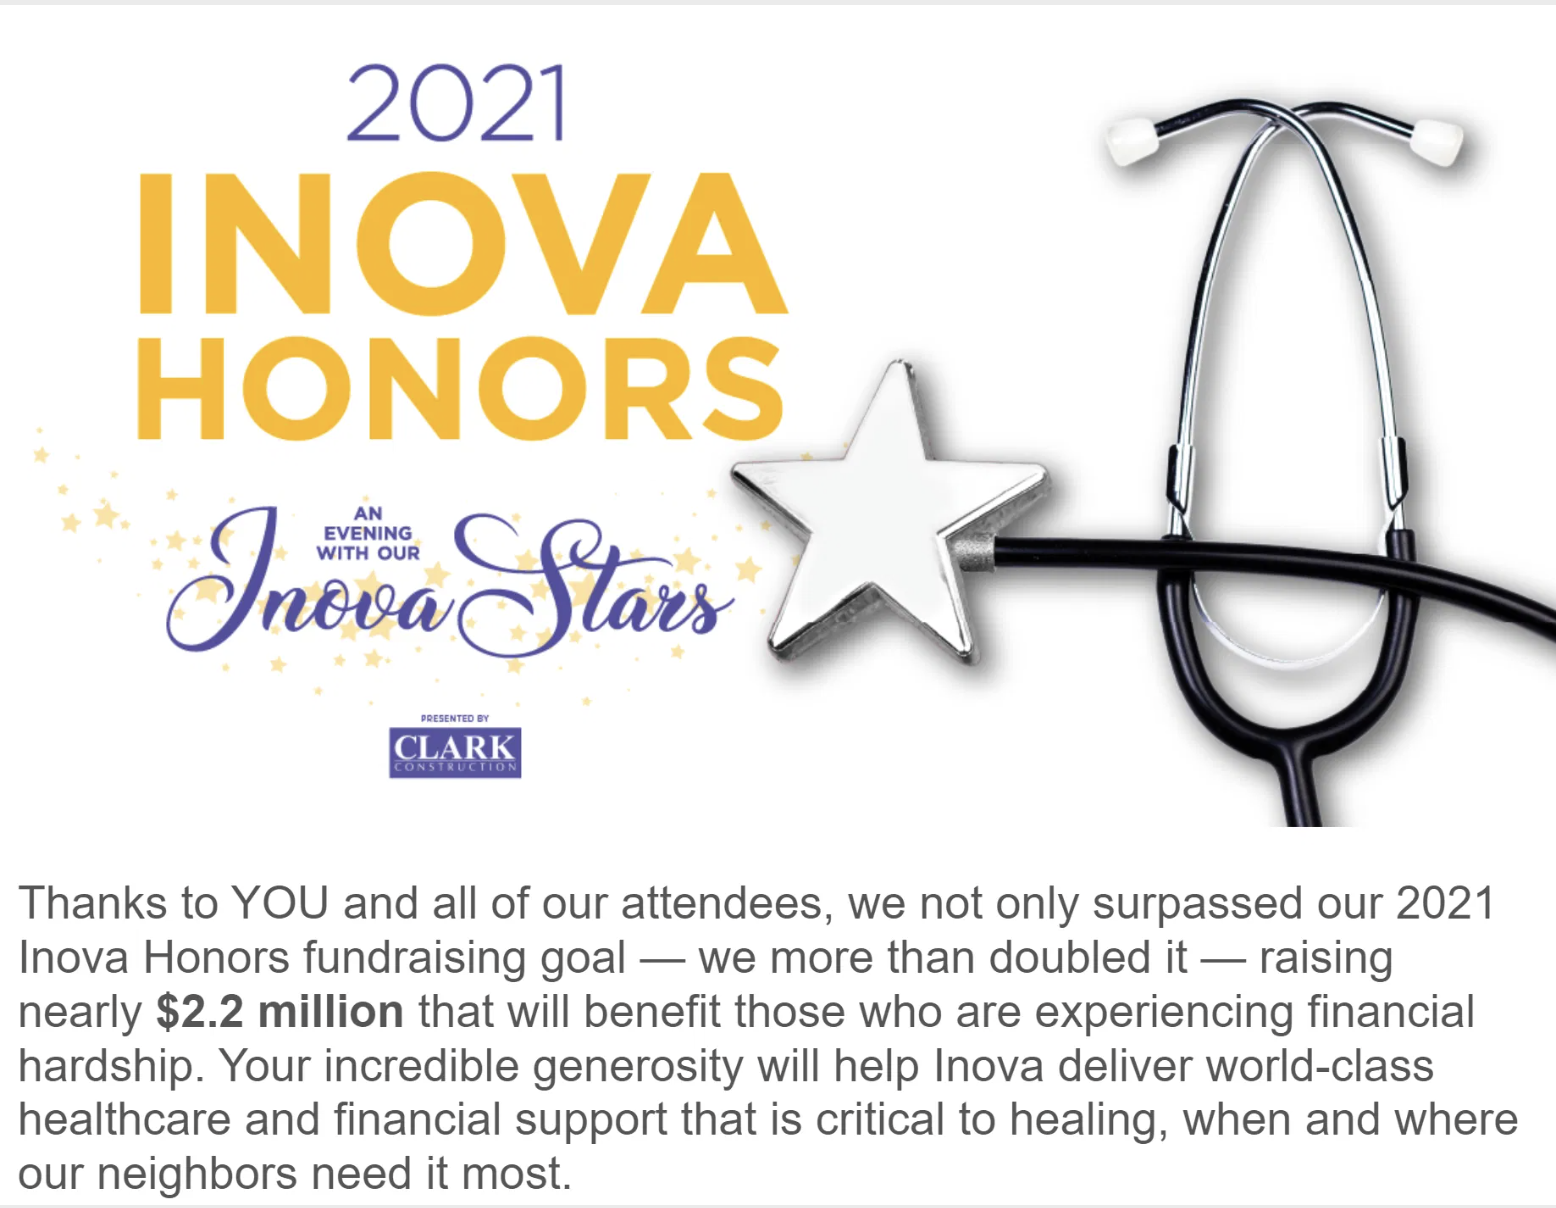 2021
INOVA
HONORS
AN
EVENING
WITH OUR
Inova Stars
PRESENTED BY
CLARK
CONSTRUCTION
Thanks to YOU and all of our attendees, we not only surpassed our 2021
Inova Honors fundraising goal — we more than doubled it — raising
nearly $2.2 million that will benefit those who are experiencing financial
hardship. Your incredible generosity will help Inova deliver world-class
healthcare and financial support that is critical to healing, when and where
our neighbors need it most.